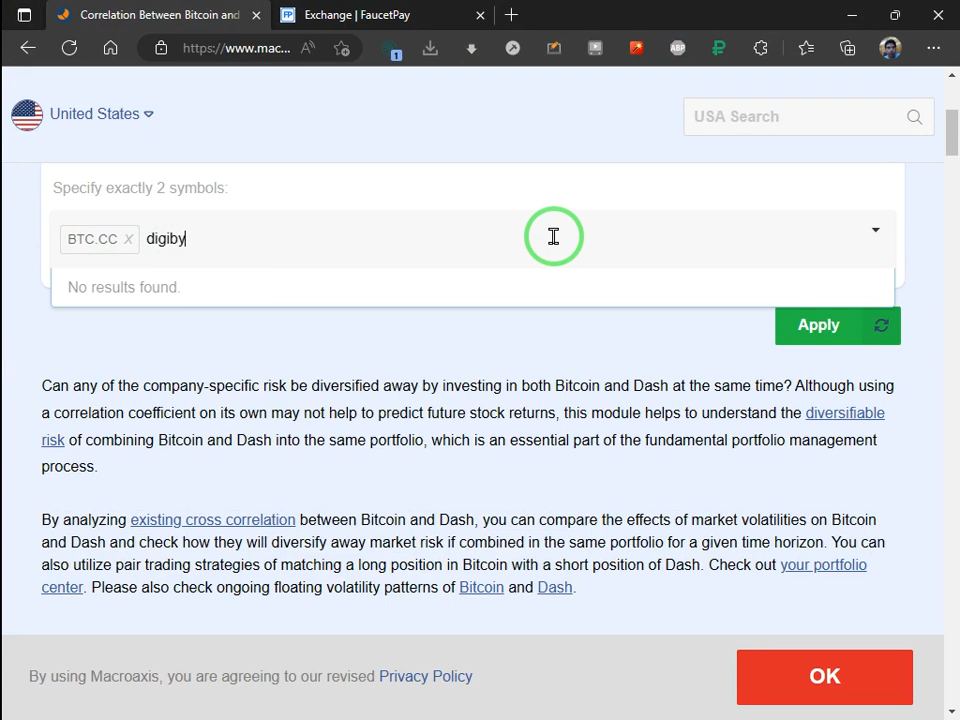 Correlation Between Bitcoin and
FP
Exchange | FaucetPay
https://www.mac...
A
1
ABP
United States
USA Search
Specify exactly 2 symbols:
BTC.CC X digiby
No results found.
Apply
Can any of the company-specific risk be diversified away by investing in both Bitcoin and Dash at the same time? Although using
a correlation coefficient on its own may not help to predict future stock returns, this module helps to understand the diversifiable
risk of combining Bitcoin and Dash into the same portfolio, which is an essential part of the fundamental portfolio management
process.
By analyzing existing cross correlation between Bitcoin and Dash, you can compare the effects of market volatilities on Bitcoin
and Dash and check how they will diversify away market risk if combined in the same portfolio for a given time horizon. You can
also utilize pair trading strategies of matching a long position in Bitcoin with a short position of Dash. Check out your portfolio
center. Please also check ongoing floating volatility patterns of Bitcoin and Dash.
By using Macroaxis, you are agreeing to our revised Privacy Policy
OK